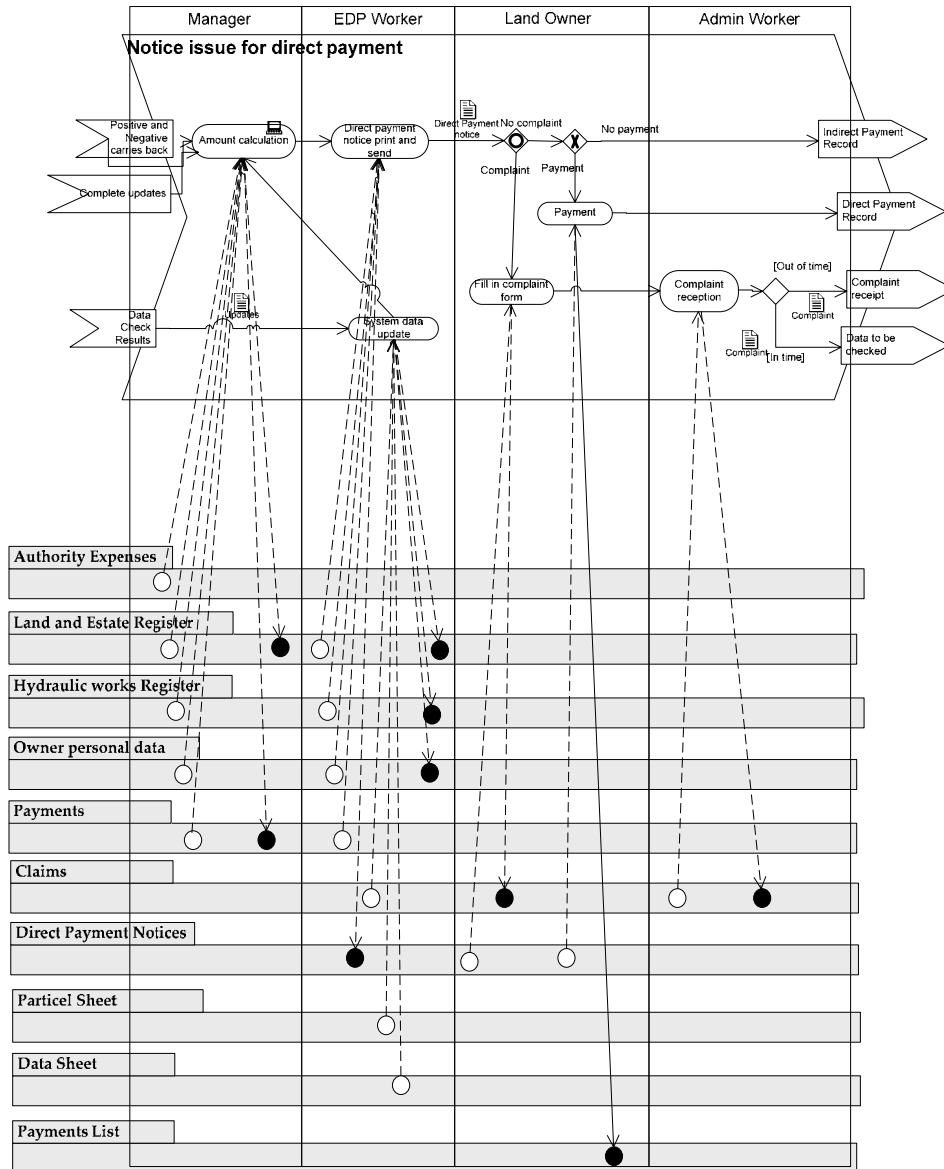 Manager
EDP Worker
Land Owner
Admin Worker
Notice issue for direct payment
Positive and
Negative
carries back
Amount calculation
Direct payment
notice print and
send
Direct Payment
notice
No complaint
No payment
Indirect Payment
Record
Complaint
Payment
Complete updates
Payment
Direct Payment
Record
[Out of time]
Fill in complaint
form
Complaint
reception
Complaint
receipt
Complaint
Data
Check
Results
Updates
System data
update
Complaint
[In time]
Data to be
checked
Authority Expenses
Land and Estate Register
Hydraulic works Register
Owner personal data
Payments
Claims
Direct Payment Notices
Particel Sheet
Data Sheet
Payments List